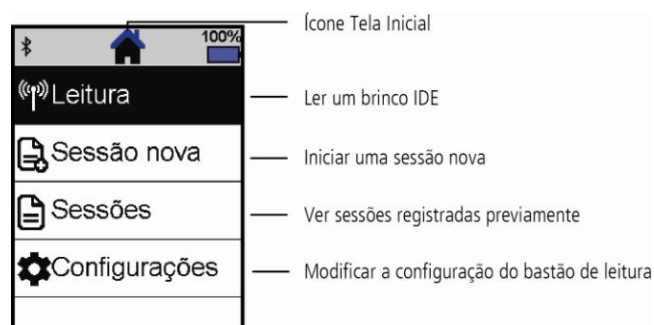 Ícone Tela Inicial
100%
Leitura
Ler um brinco IDE
Sessão nova
Iniciar uma sessão nova
Sessões
Ver sessões registradas previamente
Configurações
Modificar a configuração do bastão de leitura